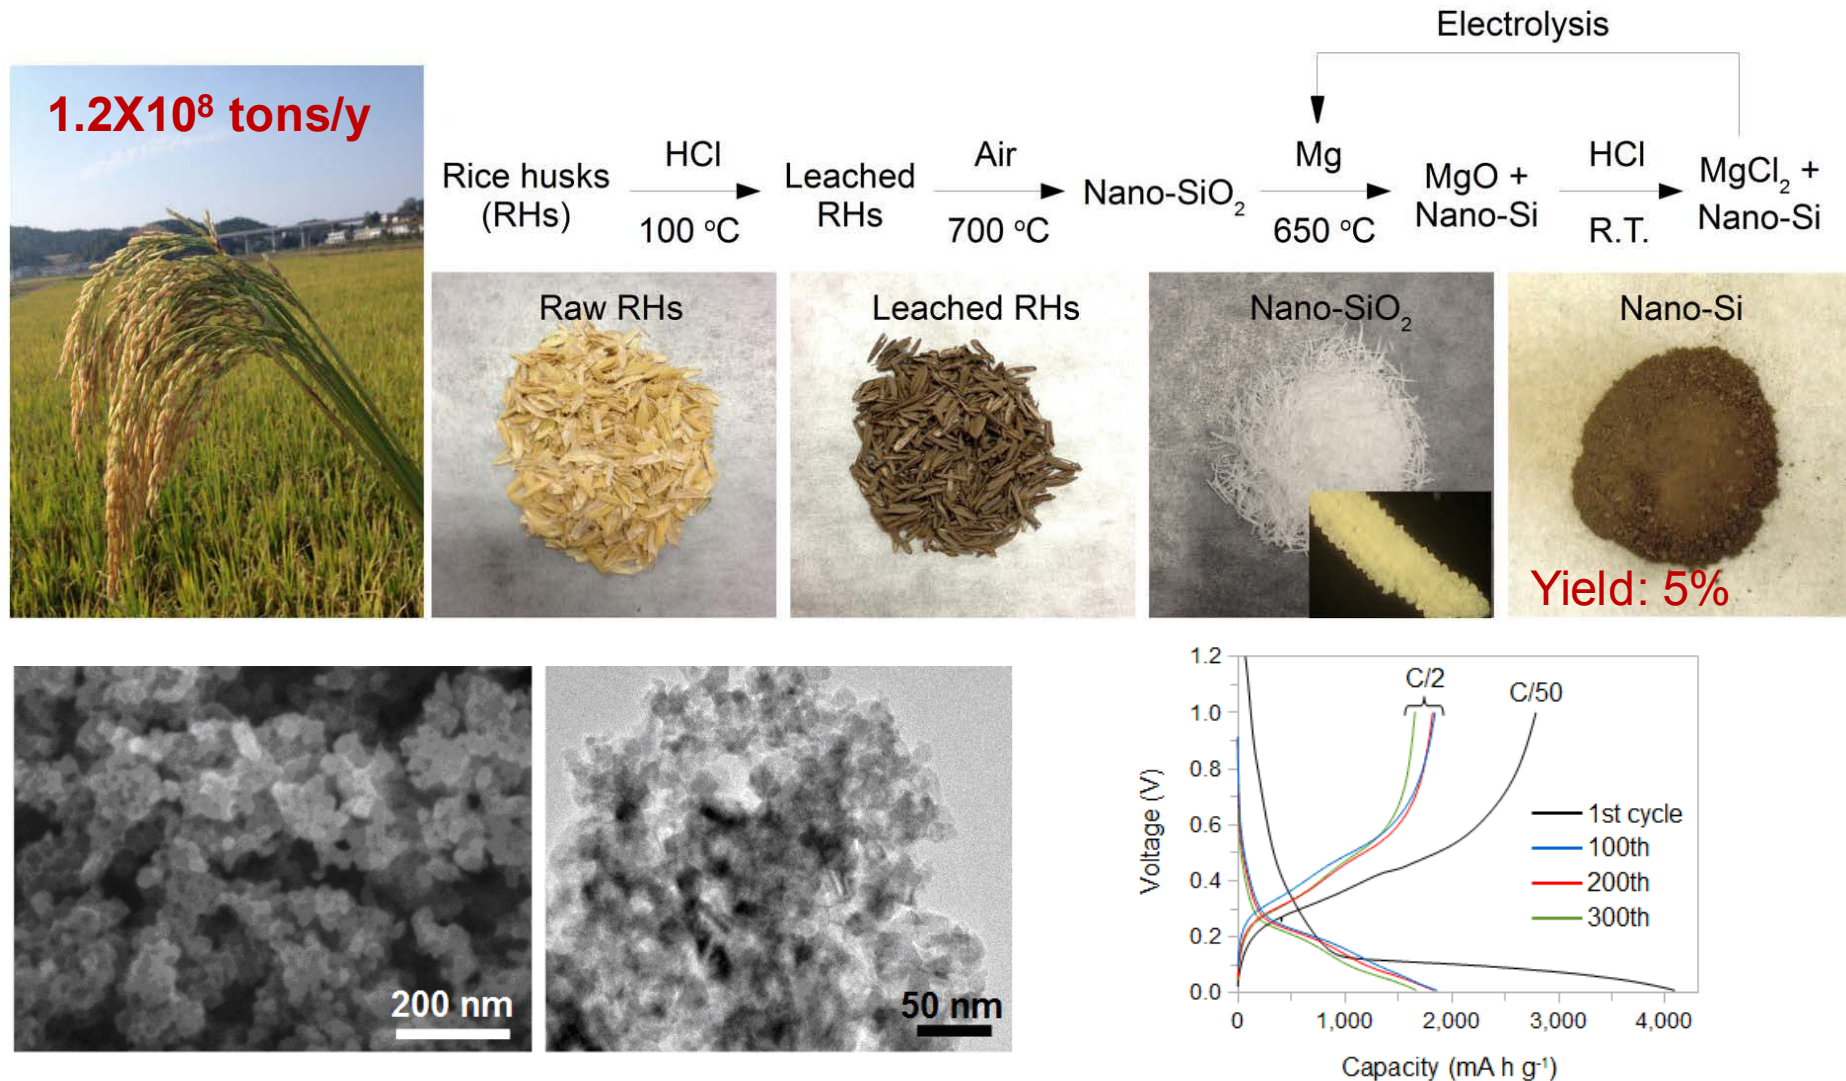 Electrolysis
1.2X10⁸ tons/y
Rice husks
(RHs)
HCl
100 °C
Leached
RHs
Air
700 °C
Nano-SiO₂
Mg
650 °C
MgO +
Nano-Si
HCl
R.T.
MgCl₂ +
Nano-Si
Raw RHs
Leached RHs
Nano-SiO₂
Nano-Si
Yield: 5%
200 nm
50 nm
Voltage (V)
1.2
1.0
0.8
0.6
0.4
0.2
0.0
C/2
C/50
1st cycle
100th
200th
300th
0
1,000
2,000
3,000
4,000
Capacity (mA h g⁻¹)